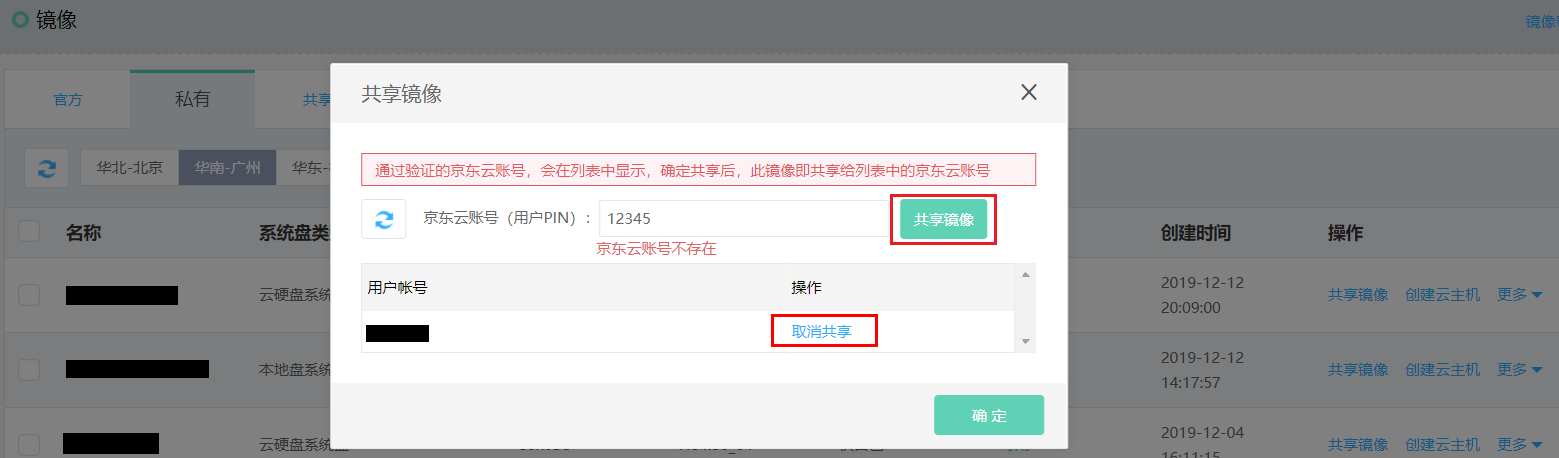 镜像
镜像
官方
私有
共享
共享镜像
通过验证的京东云账号，会在列表中显示，确定共享后，此镜像即共享给列表中的京东云账号
华北-北京
华南-广州
华东-
京东云账号（用户PIN）：
12345
共享镜像
京东云账号不存在
名称
系统盘类
创建时间
操作
用户帐号
操作
取消共享
云硬盘系统
2019-12-12
20:09:00
共享镜像 创建云主机 更多
本地盘系统
2019-12-12
14:17:57
共享镜像 创建云主机 更多
确 定
云硬盘系统盘
2019-12-04
16:11:15
共享镜像 创建云主机 更多